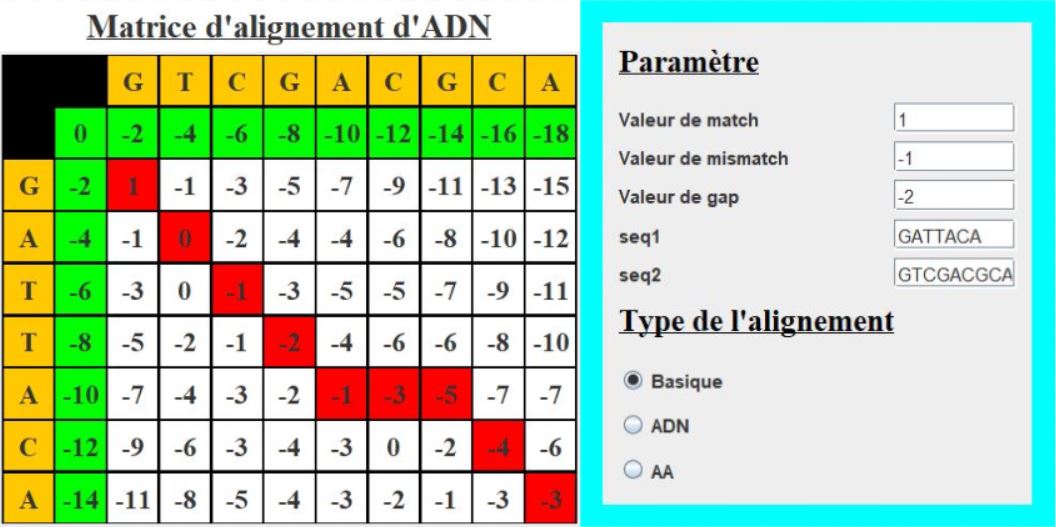 Matrice d'alignement d'ADN
G T C G A C G C A
0 -2 -4 -6 -8 -10 -12 -14 -16 -18
G -2 1 -1 -3 -5 -7 -9 -11 -13 -15
A -4 -1 0 -2 -4 -4 -6 -8 -10 -12
T -6 -3 0 -1 -3 -5 -5 -7 -9 -11
T -8 -5 -2 -1 -2 -4 -6 -6 -8 -10
A -10 -7 -4 -3 -2 -1 -3 -5 -7 -7
C -12 -9 -6 -3 -4 -3 0 -2 -4 -6
A -14 -11 -8 -5 -4 -3 -2 -1 -3 -3
Paramètre
Valeur de match 1
Valeur de mismatch -1
Valeur de gap -2
seq1 GATTACA
seq2 GTCGACGCA
Type de l'alignement
Basique
ADN
AA